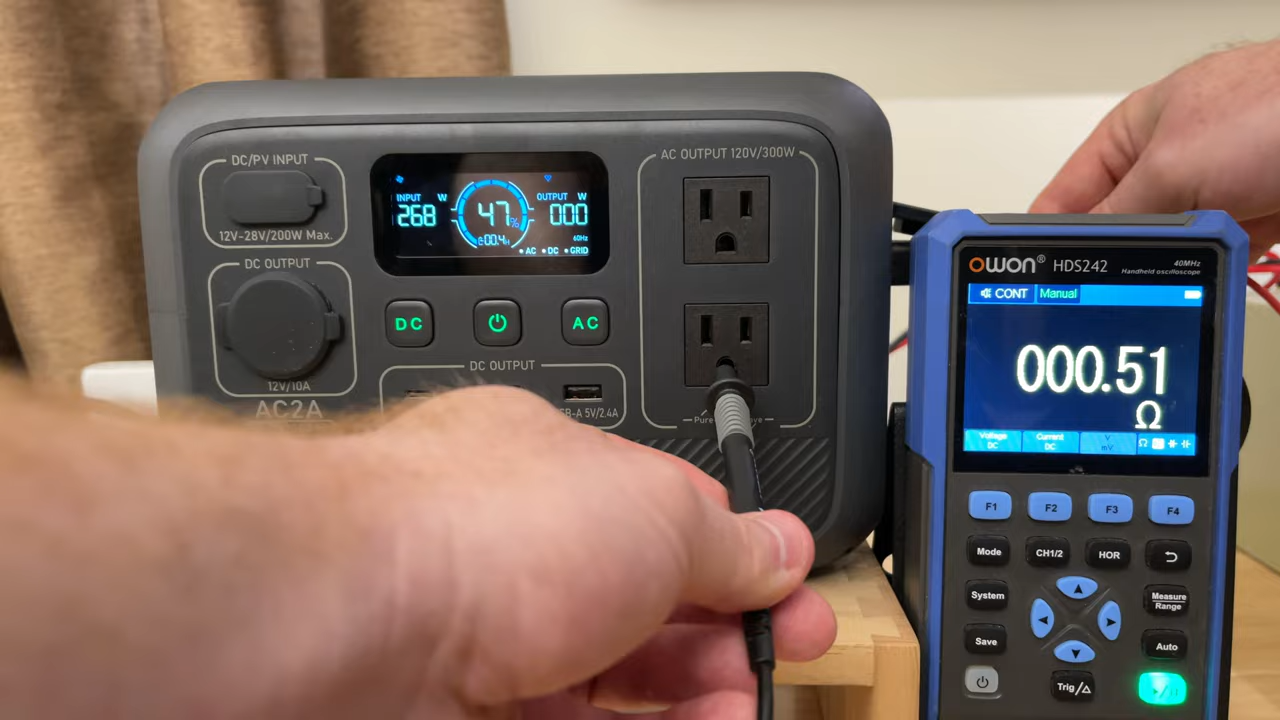 DC/PV INPUT
12V-28V/200W Max.
DC OUTPUT
12V/10A
AC2A
INPUT W
268
47%
00.4H
OUTPUT W
000
60Hz
AC DC GRID
DC
AC
DC OUTPUT
5V/2.4A
AC OUTPUT 120V/300W
Pure
OWON® HDS242
40MHz
Handheld oscilloscope
CONT Manual
000.51
Ω
Voltage
DC
Current
DC
V
mV
Ω
F1 F2 F3 F4
Mode CH1/2 HOR
System
Measure
Range
Save
Auto
Trig/△